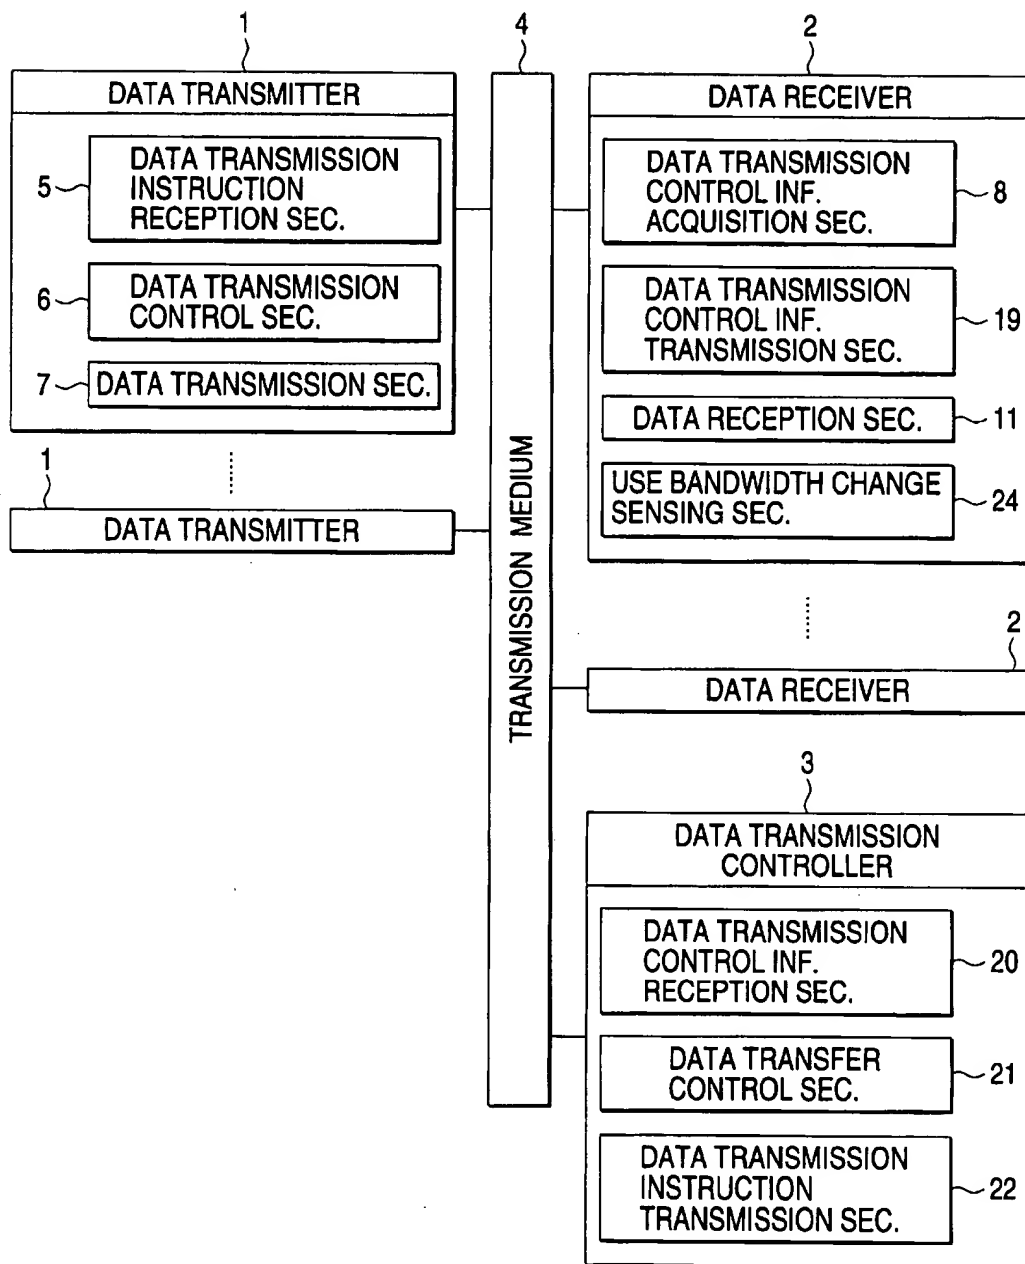 1
DATA TRANSMITTER
5
DATA TRANSMISSION
INSTRUCTION
RECEPTION SEC.
6
DATA TRANSMISSION
CONTROL SEC.
7
DATA TRANSMISSION SEC.
1
DATA TRANSMITTER
4
TRANSMISSION MEDIUM
2
DATA RECEIVER
DATA TRANSMISSION
CONTROL INF.
ACQUISITION SEC.
8
DATA TRANSMISSION
CONTROL INF.
TRANSMISSION SEC.
19
DATA RECEPTION SEC.
11
USE BANDWIDTH CHANGE
SENSING SEC.
24
2
DATA RECEIVER
3
DATA TRANSMISSION
CONTROLLER
DATA TRANSMISSION
CONTROL INF.
RECEPTION SEC.
20
DATA TRANSFER
CONTROL SEC.
21
DATA TRANSMISSION
INSTRUCTION
TRANSMISSION SEC.
22